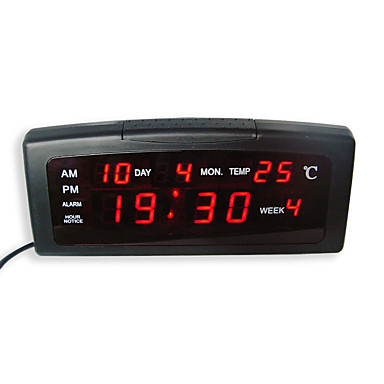 AM 10 DAY 4 MON. TEMP 25 °C
PM
ALARM 19:30 WEEK 4
HOUR
NOTICE